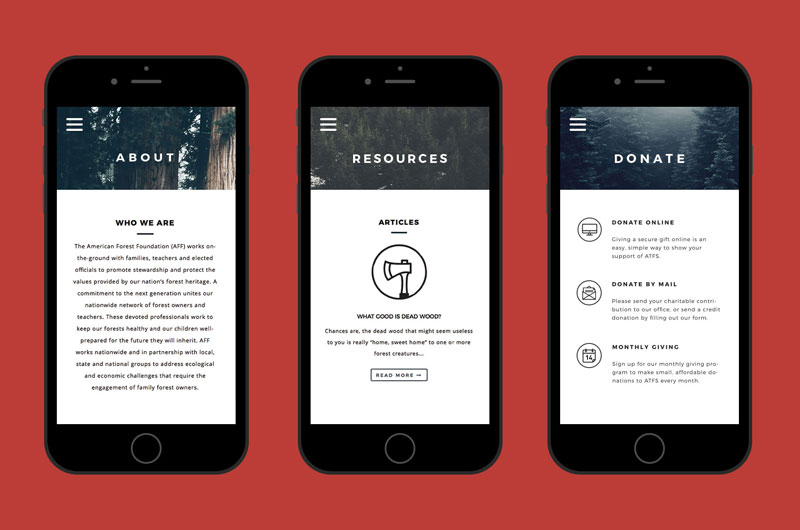 ABOUT
WHO WE ARE
The American Forest Foundation (AFF) works on-
the-ground with families, teachers and elected
officials to promote stewardship and protect the
values provided by our nation's forest heritage. A
commitment to the next generation unites our
nationwide network of forest owners and
teachers. These devoted professionals work to
keep our forests healthy and our children well-
prepared for the future they will inherit. AFF
works nationwide and in partnership with local,
state and national groups to address ecological
and economic challenges that require the
engagement of family forest owners.
RESOURCES
ARTICLES
WHAT GOOD IS DEAD WOOD?
Chances are, the dead wood that might seem useless
to you is really "home, sweet home" to one or more
forest creatures...
READ MORE →
DONATE
DONATE ONLINE
Giving a secure gift online is an
easy, simple way to show your
support of ATFS.
DONATE BY MAIL
Please send your charitable contri-
bution to our office, or send a credit
donation by filling out our form.
14
MONTHLY GIVING
Sign up for our monthly giving pro-
gram to make small, affordable do-
nations to ATFS every month.